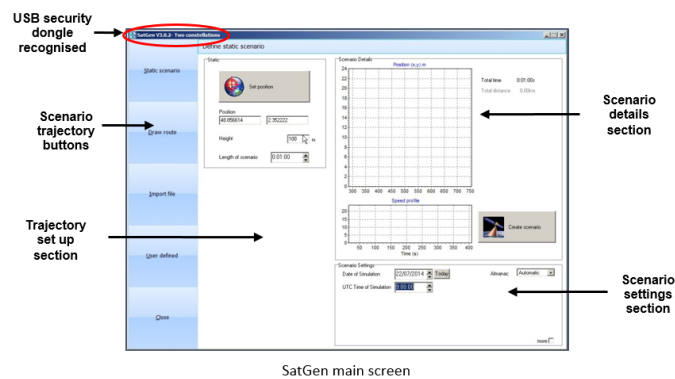 USB security
dongle
recognised
Scenario
trajectory
buttons
Trajectory
set up
section
SatGen V3.0.2- Two constellations
Define static scenario
Static scenario
Draw route
Import file
User defined
Close
Static
Set position
Position
48.856614 2.352222
Height 100 m
Length of scenario 0:01:00
Scenario Details
Position (x,y) m
24
22
20
18
16
14
12
10
8
6
4
2
0
300 350 400 450 500 550 600 650 700 750
Total time 0:01:00s
Total distance 0.00km
Speed profile
20
15
10
5
0
50 100 150 200 250 300 350 400
Time (s)
Create scenario
Scenario Settings
Date of Simulation 22/07/2014 Today
UTC Time of Simulation 0:00:00
Almanac Automatic
more
Scenario
details
section
Scenario
settings
section
SatGen main screen